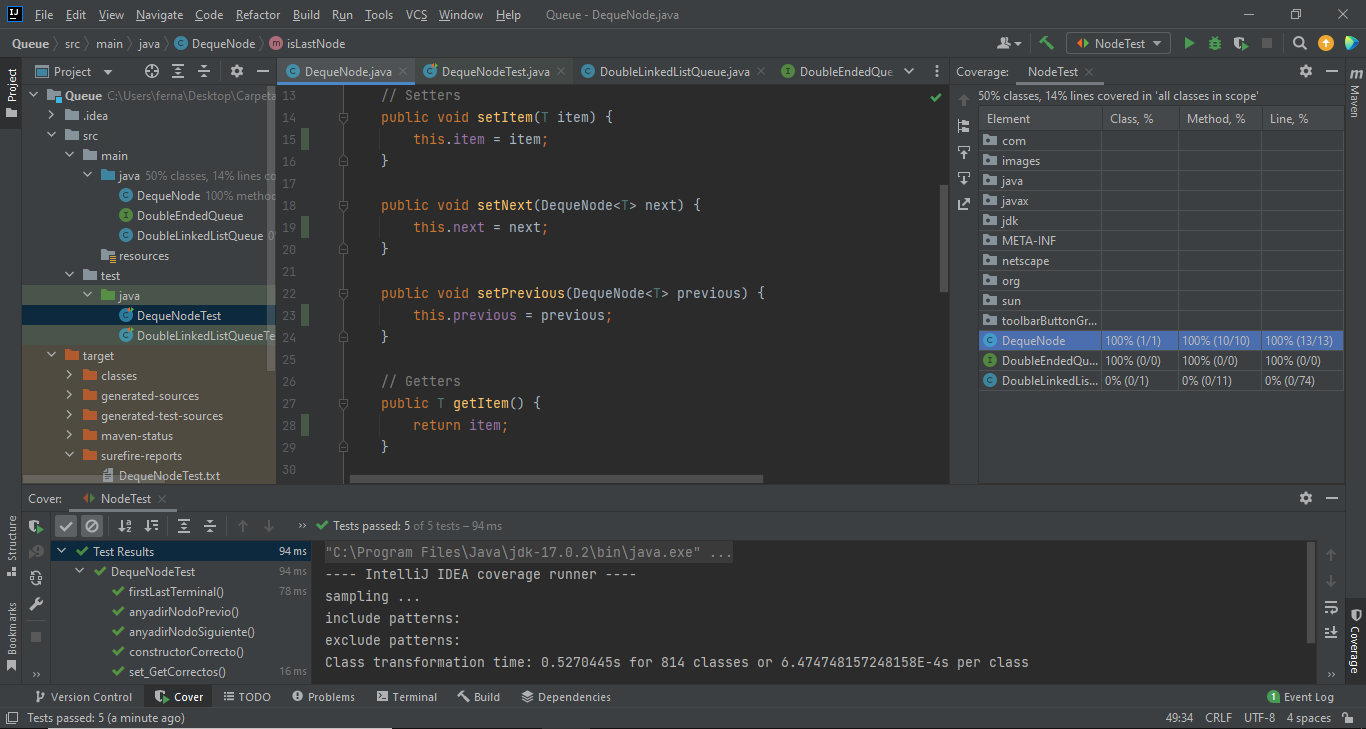 File Edit View Navigate Code Refactor Build Run Tools VCS Window Help Queue - DequeNode.java
Queue src main java DequeNode isLastNode NodeTest
Project
DequeNode.java DequeNodeTest.java DoubleLinkedListQueue.java DoubleEndedQue
Coverage: NodeTest
Project
Queue C:\Users\ferna\Desktop\Carpeta
.idea
src
main
java 50% classes, 14% lines co
DequeNode 100% method
DoubleEndedQueue
DoubleLinkedListQueue 0%
resources
test
java
DequeNodeTest
DoubleLinkedListQueueTe
target
classes
generated-sources
generated-test-sources
maven-status
surefire-reports
DequeNodeTest.txt
13 // Setters
14 public void setItem(T item) {
15 this.item = item;
16 }
17
18 public void setNext(DequeNode<T> next) {
19 this.next = next;
20 }
21
22 public void setPrevious(DequeNode<T> previous) {
23 this.previous = previous;
24 }
25
26 // Getters
27 public T getItem() {
28 return item;
29 }
30
50% classes, 14% lines covered in 'all classes in scope'
Element Class, % Method, % Line, %
com
images
java
javax
jdk
META-INF
netscape
org
sun
toolbarButtonGr...
DequeNode 100% (1/1) 100% (10/10) 100% (13/13)
DoubleEndedQu... 100% (0/0) 100% (0/0) 100% (0/0)
DoubleLinkedLis... 0% (0/1) 0% (0/11) 0% (0/74)
Maven
Coverage
Structure
Bookmarks
Cover: NodeTest
Tests passed: 5 of 5 tests – 94 ms
Test Results 94 ms
DequeNodeTest 94 ms
firstLastTerminal() 78 ms
anyadirNodoPrevio()
anyadirNodoSiguiente()
constructorCorrecto()
set_GetCorrectos() 16 ms
"C:\Program Files\Java\jdk-17.0.2\bin\java.exe" ...
---- IntelliJ IDEA coverage runner ----
sampling ...
include patterns:
exclude patterns:
Class transformation time: 0.5270445s for 814 classes or 6.474748157248158E-4s per class
Version Control Cover TODO Problems Terminal Build Dependencies 1 Event Log
Tests passed: 5 (a minute ago) 49:34 CRLF UTF-8 4 spaces